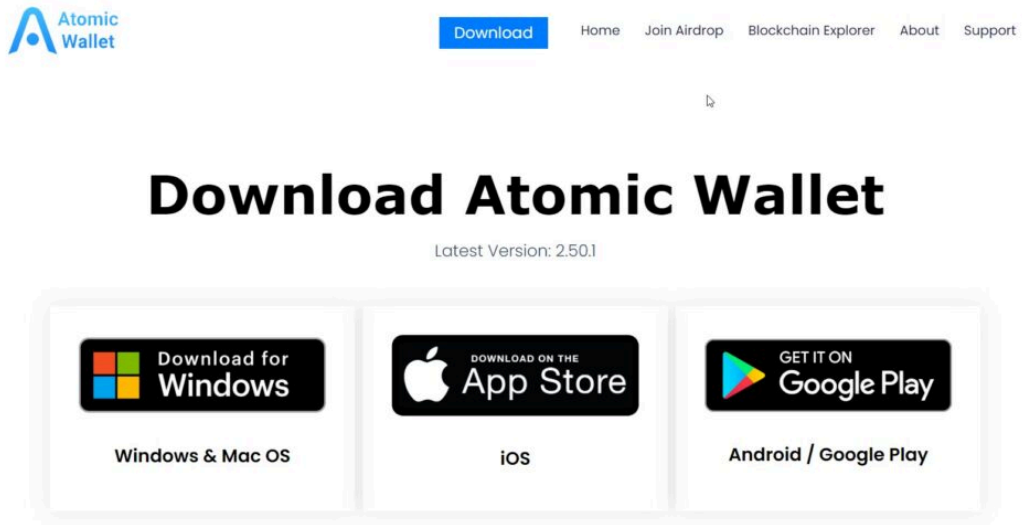 Atomic
Wallet
Download
Home
Join Airdrop
Blockchain Explorer
About
Support
Download Atomic Wallet
Latest Version: 2.50.1
Download for
Windows
Windows & Mac OS
DOWNLOAD ON THE
App Store
iOS
GET IT ON
Google Play
Android / Google Play